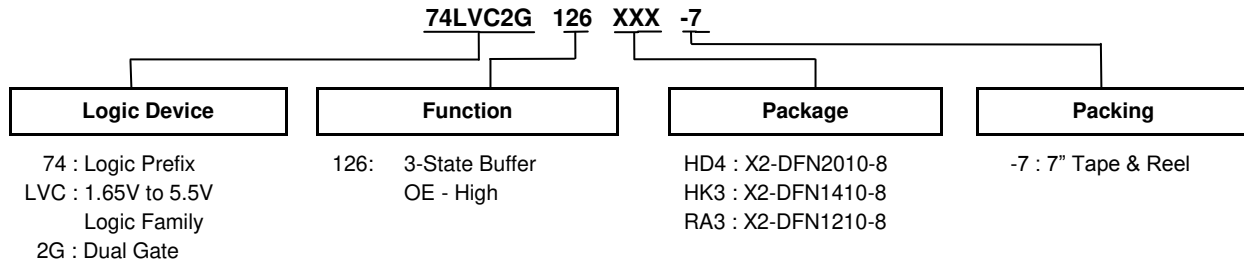 74LVC2G 126 XXX -7
Logic Device
Function
Package
Packing
74 : Logic Prefix
LVC : 1.65V to 5.5V
Logic Family
2G : Dual Gate
126: 3-State Buffer
OE - High
HD4 : X2-DFN2010-8
HK3 : X2-DFN1410-8
RA3 : X2-DFN1210-8
-7 : 7” Tape & Reel